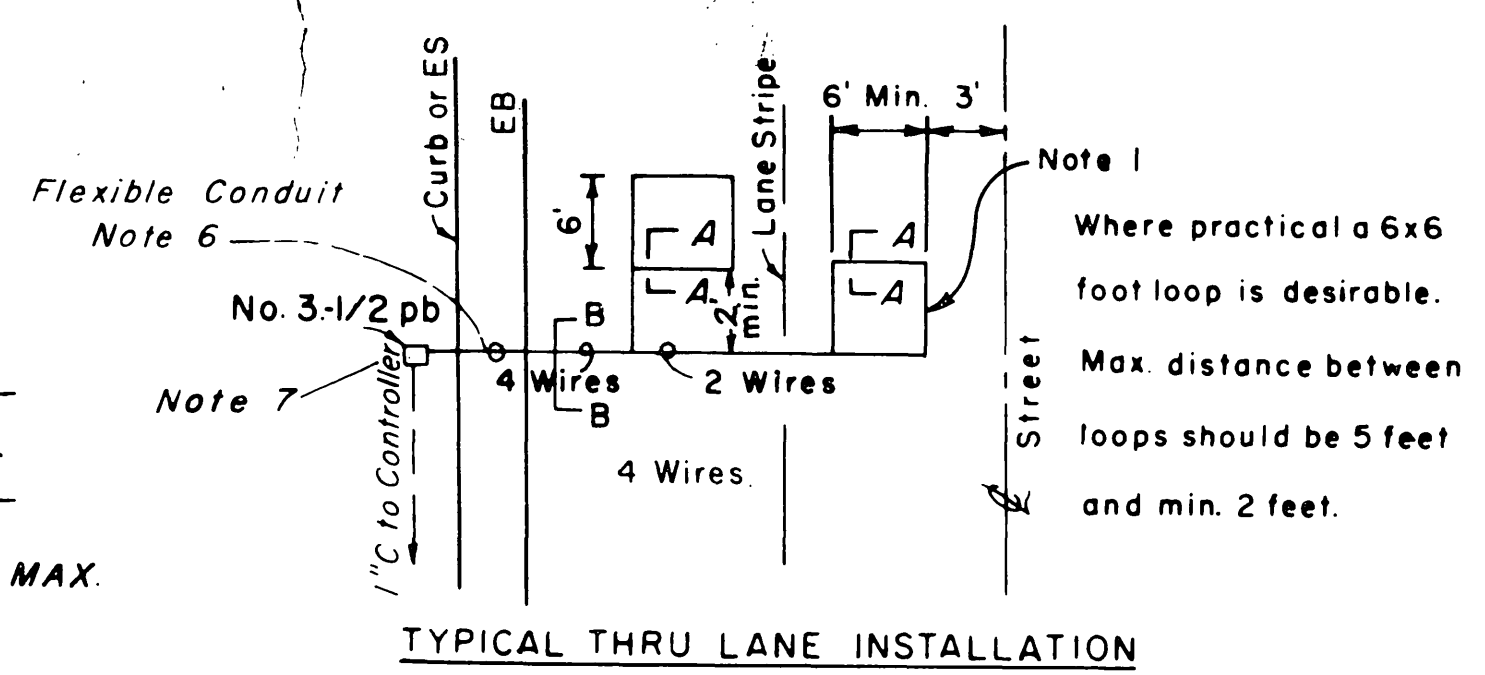 Curb or ES
EB
Lane Stripe
6' Min. 3'
Note 1
Flexible Conduit
Note 6
6'
A
A
A
A
2'
min.
Where practical a 6x6
foot loop is desirable.
Max. distance between
loops should be 5 feet
and min. 2 feet.
No. 3-1/2 pb
B
4 Wires
2 Wires
B
Note 7
1"C to Controller
Street
4 Wires.
MAX.
TYPICAL THRU LANE INSTALLATION